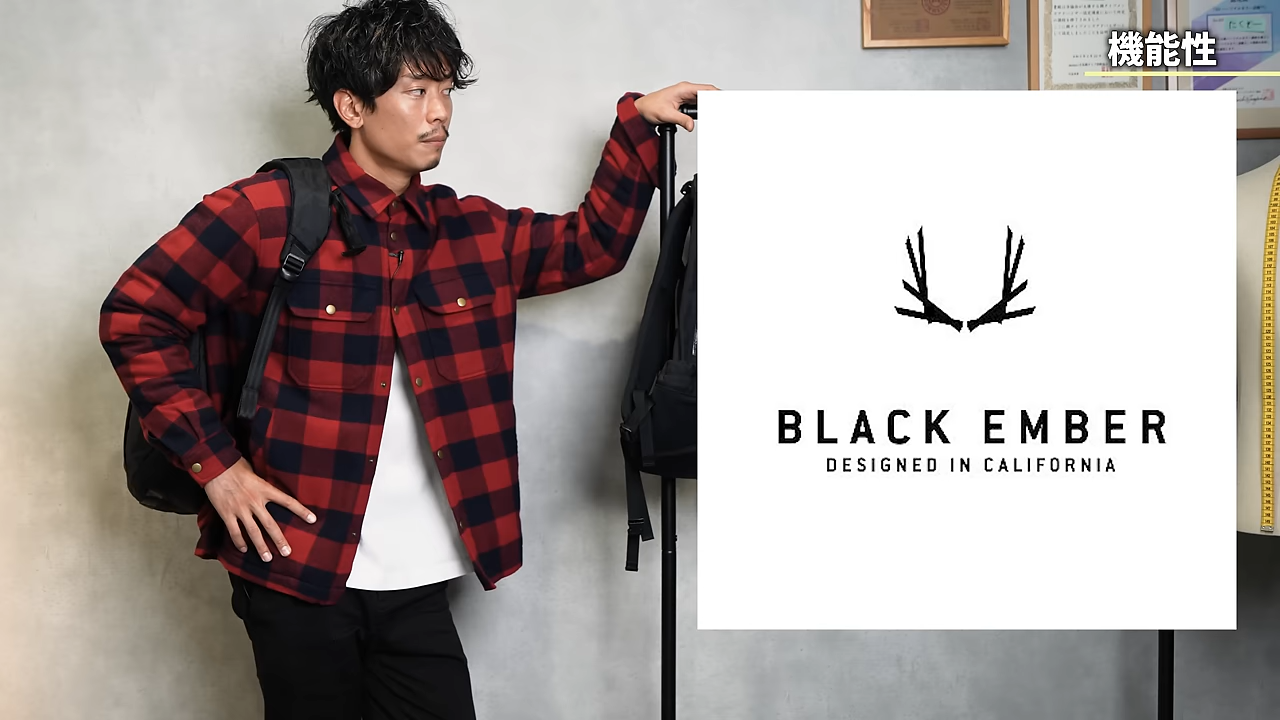 機能性
BLACK EMBER
DESIGNED IN CALIFORNIA